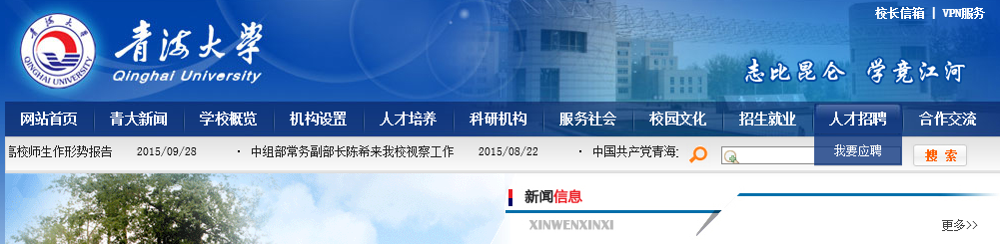 校长信箱 | VPN服务
青海大学
QINGHAI UNIVERSITY
Qinghai University
志比昆仑 学竞江河
网站首页 青大新闻 学校概览 机构设置 人才培养 科研机构 服务社会 校园文化 招生就业 人才招聘 合作交流
高校师生作形势报告 2015/09/28 · 中组部常务副部长陈希来我校视察工作 2015/08/22 · 中国共产党青海
我要应聘
搜 索
新闻信息
XINWENXINXI
更多>>